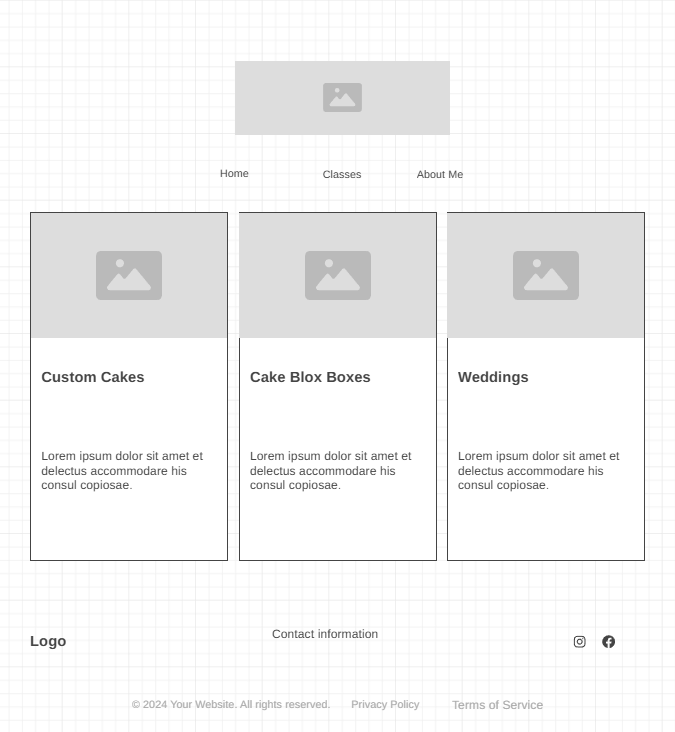 Home
Classes
About Me
Custom Cakes
Lorem ipsum dolor sit amet et
delectus accommodare his
consul copiosae.
Cake Blox Boxes
Lorem ipsum dolor sit amet et
delectus accommodare his
consul copiosae.
Weddings
Lorem ipsum dolor sit amet et
delectus accommodare his
consul copiosae.
Logo
Contact information
© 2024 Your Website. All rights reserved.
Privacy Policy
Terms of Service